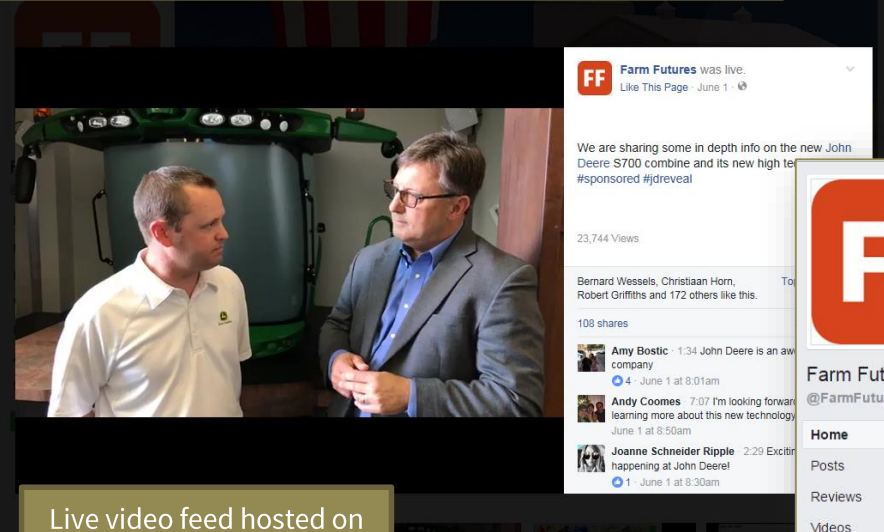 FF
Farm Futures was live.
Like This Page · June 1 ·
We are sharing some in depth info on the new John
Deere S700 combine and its new high
#sponsored #jdreveal
23,744 Views
Bernard Wessels, Christiaan Horn,
Robert Griffiths and 172 others like this.
108 shares
Amy Bostic · 1:34 John Deere is an
company
4 · June 1 at 8:01am
Andy Coomes · 7:07 I'm looking
learning more about this new technology
June 1 at 8:50am
Joanne Schneider Ripple · 2:29
happening at John Deere!
1 · June 1 at 8:30am
F
Farm Fut
@FarmFutu
Home
Posts
Reviews
Videos
Live video feed hosted on